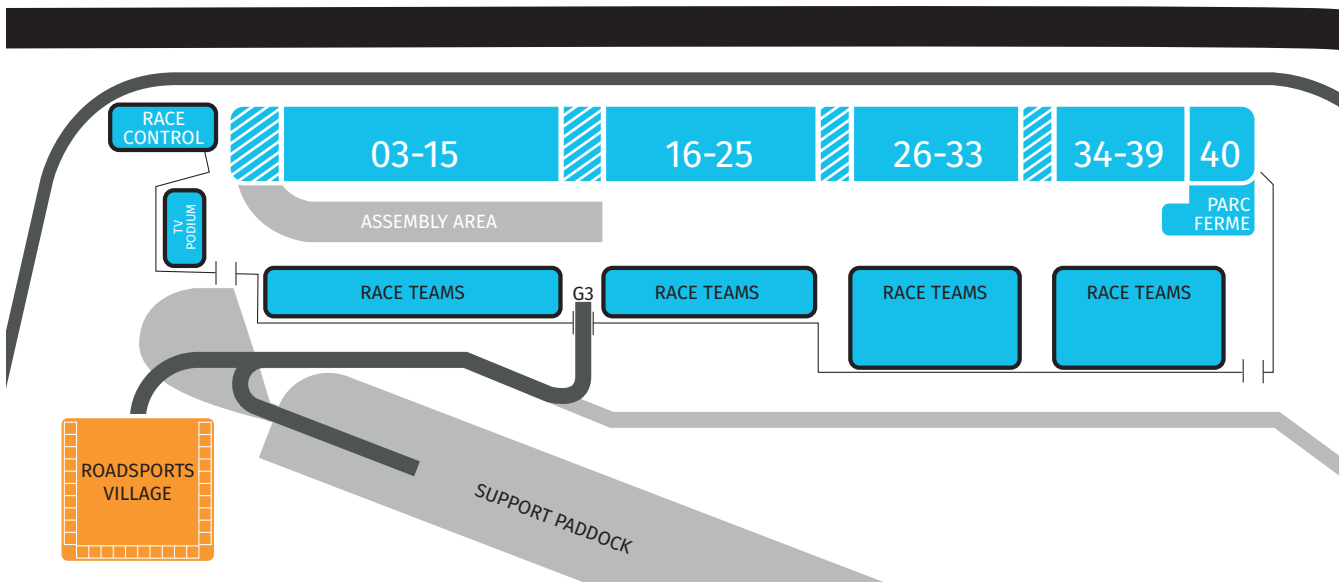 RACE
CONTROL
03-15
16-25
26-33
34-39
40
TV
PODIUM
ASSEMBLY AREA
PARC
FERME
RACE TEAMS
G3
RACE TEAMS
RACE TEAMS
RACE TEAMS
ROADSPORTS
VILLAGE
SUPPORT PADDOCK